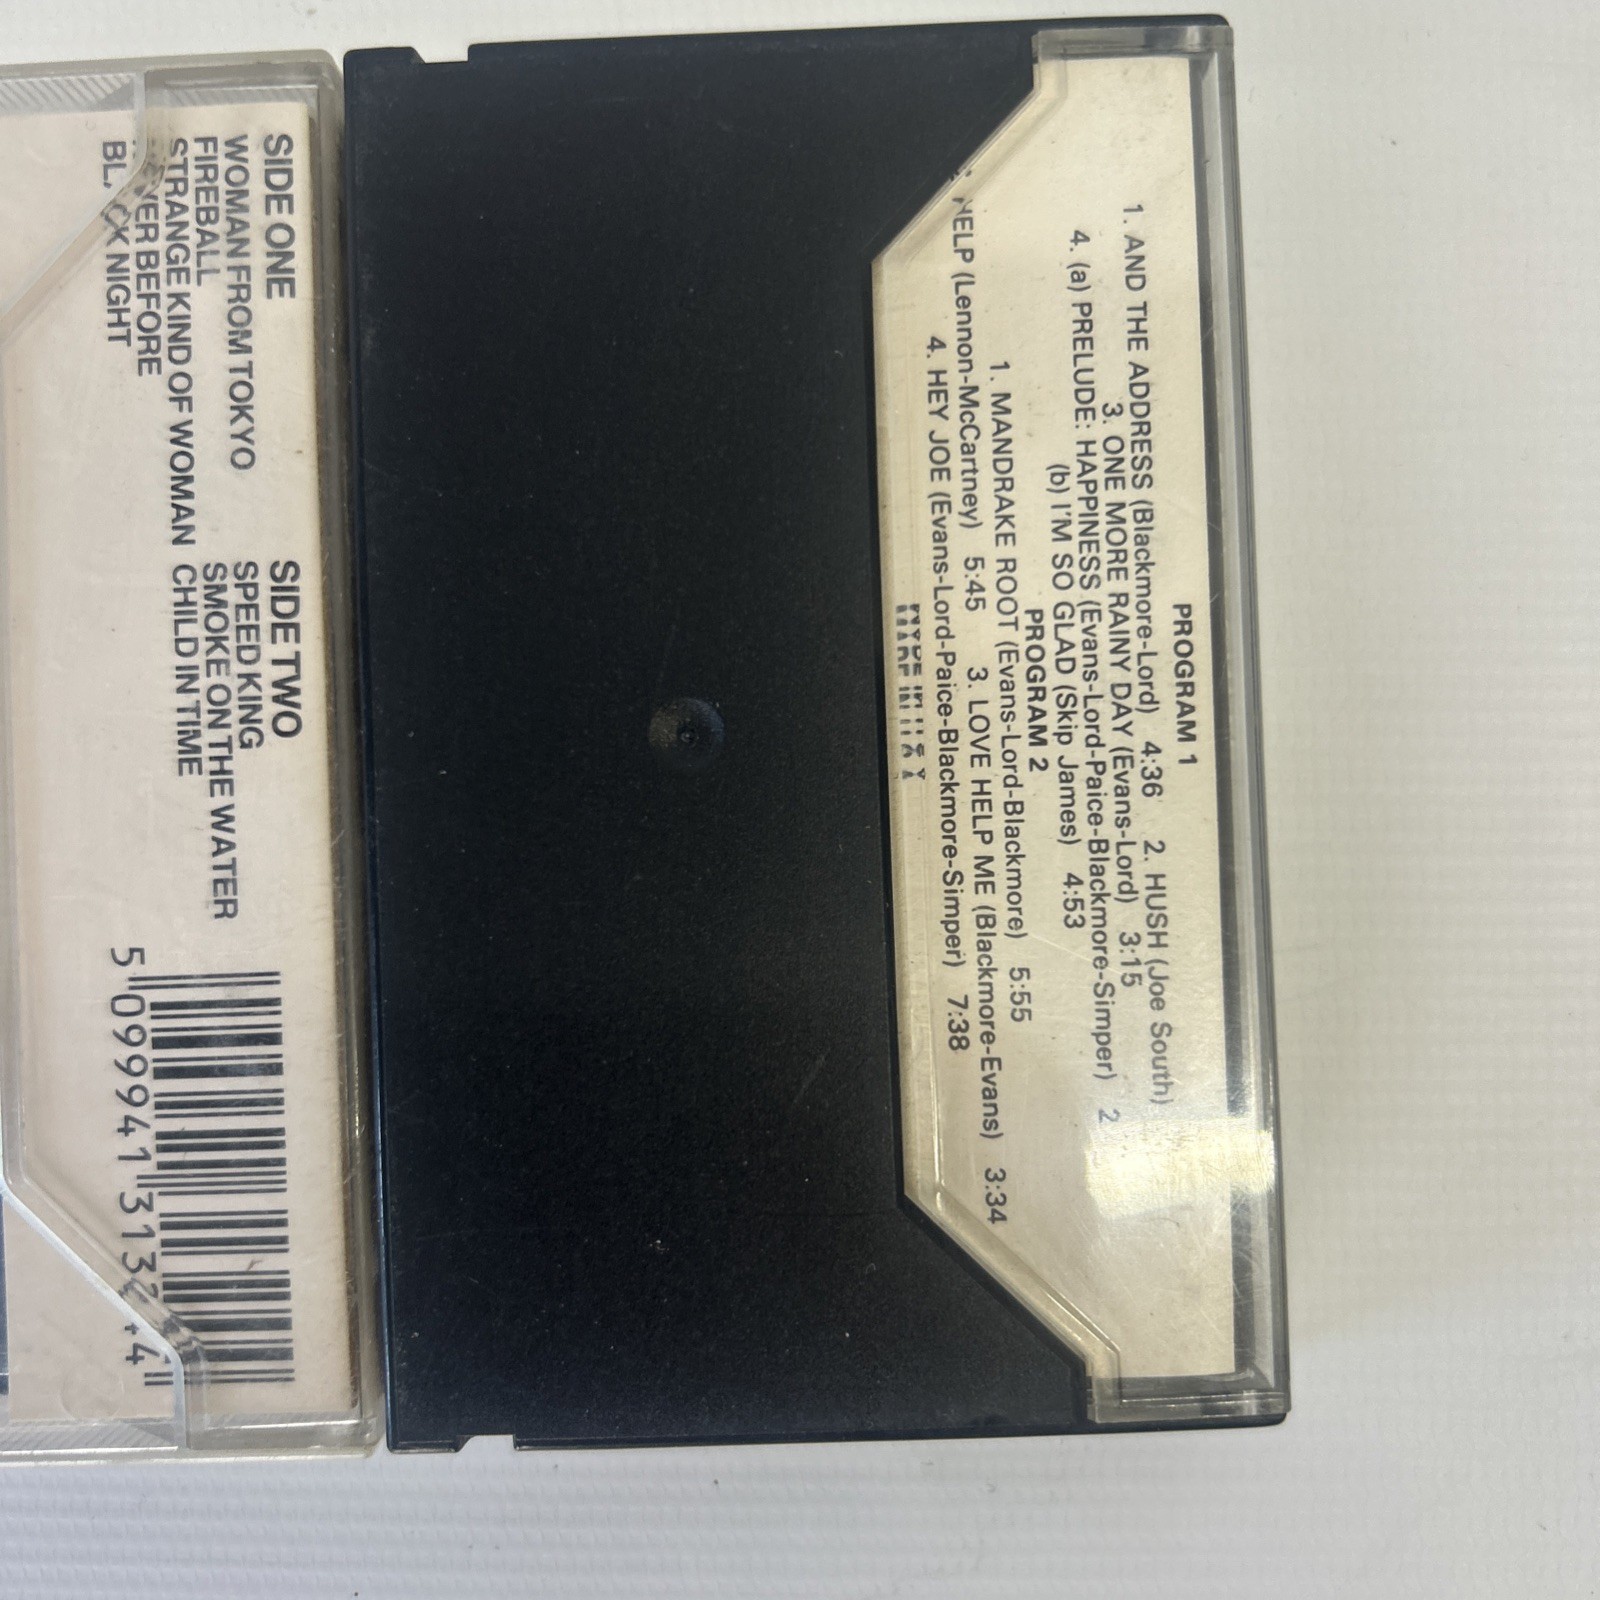 SIDE ONE
WOMAN FROM TOKYO
FIREBALL
STRANGE KIND OF WOMAN
BEFORE
NIGHT
SIDE TWO
SPEED KING
SMOKE ON THE WATER
CHILD IN TIME
PROGRAM 1
1. AND THE ADDRESS (Blackmore-Lord) 4:36 2. HUSH (Joe South)
3. ONE MORE RAINY DAY (Evans-Lord) 3:15
4. (a) PRELUDE: HAPPINESS (Evans-Lord-Paice-Blackmore-Simper) 2
(b) I'M SO GLAD (Skip James) 4:53
PROGRAM 2
1. MANDRAKE ROOT (Evans-Lord-Blackmore) 5:55
HELP (Lennon-McCartney) 5:45 3. LOVE HELP ME (Blackmore-Evans) 3:34
4. HEY JOE (Evans-Lord-Paice-Blackmore-Simper) 7:38